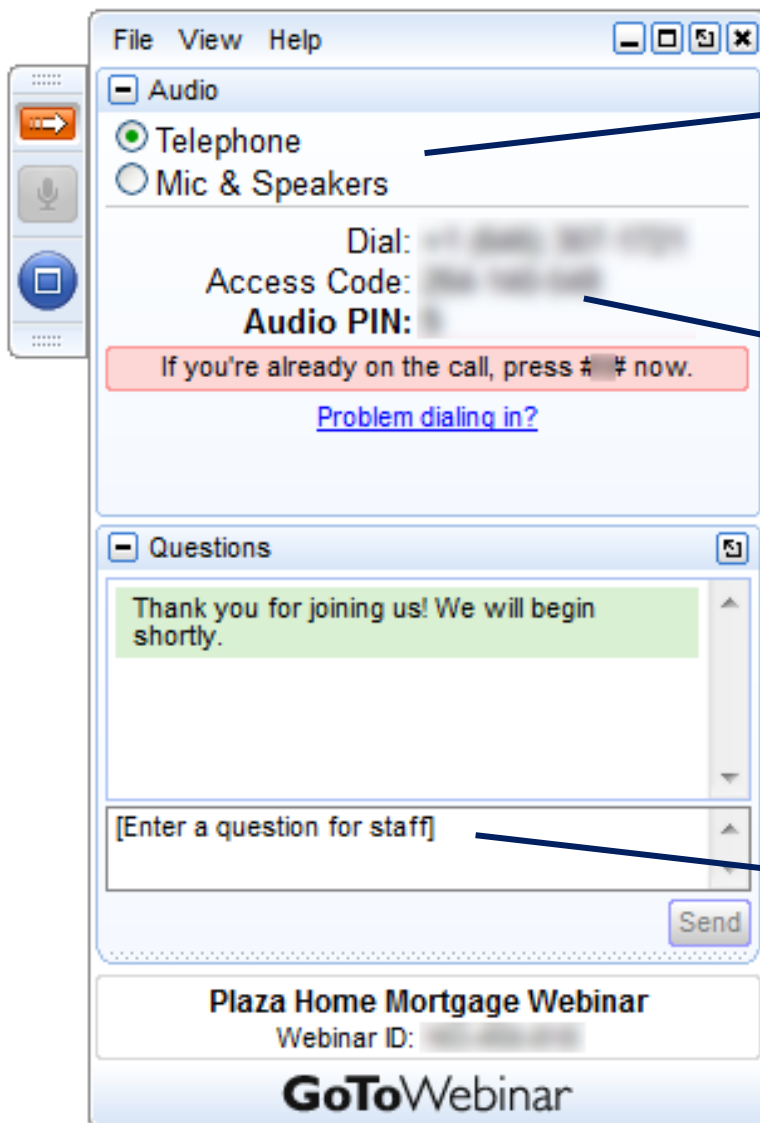 File View Help
Audio
Telephone
Mic & Speakers
Dial:
Access Code:
Audio PIN:
If you're already on the call, press # # now.
Problem dialing in?
Questions
Thank you for joining us! We will begin
shortly.
[Enter a question for staff]
Send
Plaza Home Mortgage Webinar
Webinar ID:
GoToWebinar